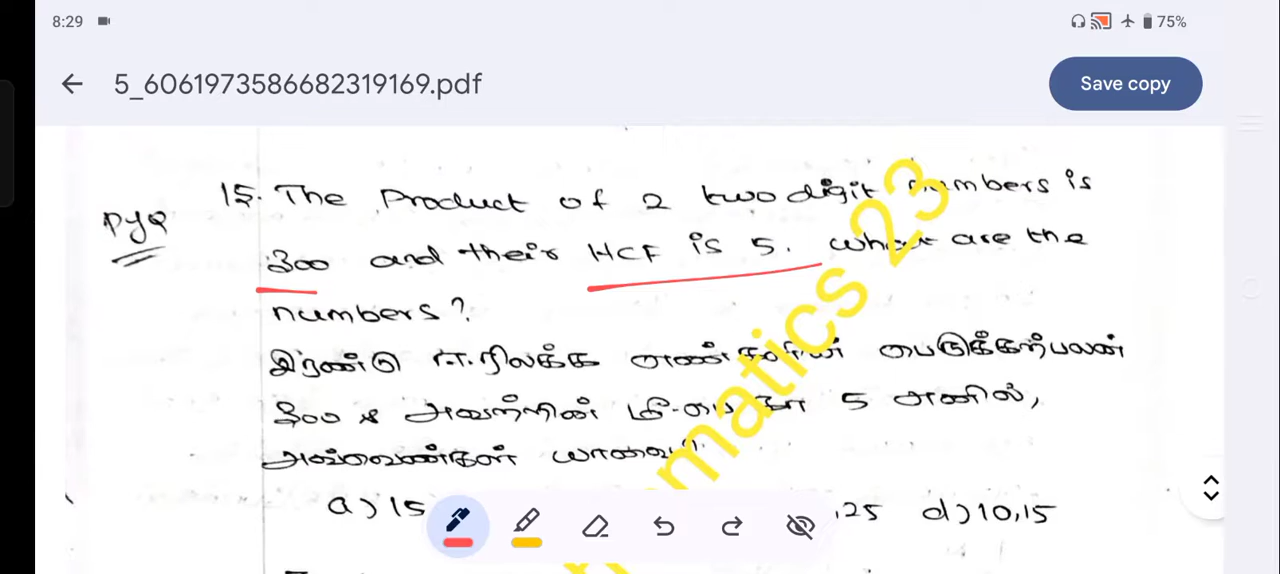 8:29
75%
5_6061973586682319169.pdf
Save copy
PYQ
15. The Product of 2 two digit numbers is
300 and their HCF is 5. What are the
numbers?
இரண்டு ஈரிலக்க எண்களின் பெருக்கற்பலன்
300 & அவற்றின் மீ.பெ.கா 5 எனில்,
அவ்வெண்கள் யாவை?
a) 15
,25 d) 10,15
matics 23